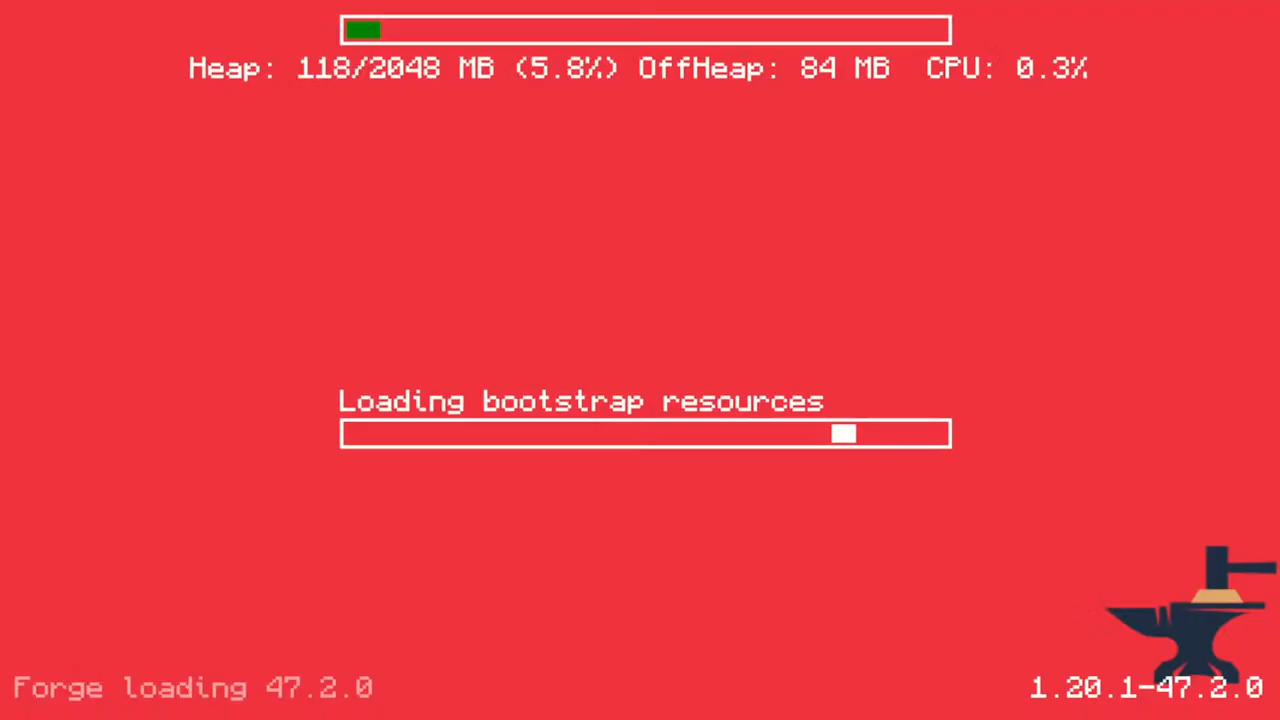 Heap: 118/2048 MB (5.8%) OffHeap: 84 MB  CPU: 0.3%
Loading bootstrap resources
Forge loading 47.2.0
1.20.1-47.2.0